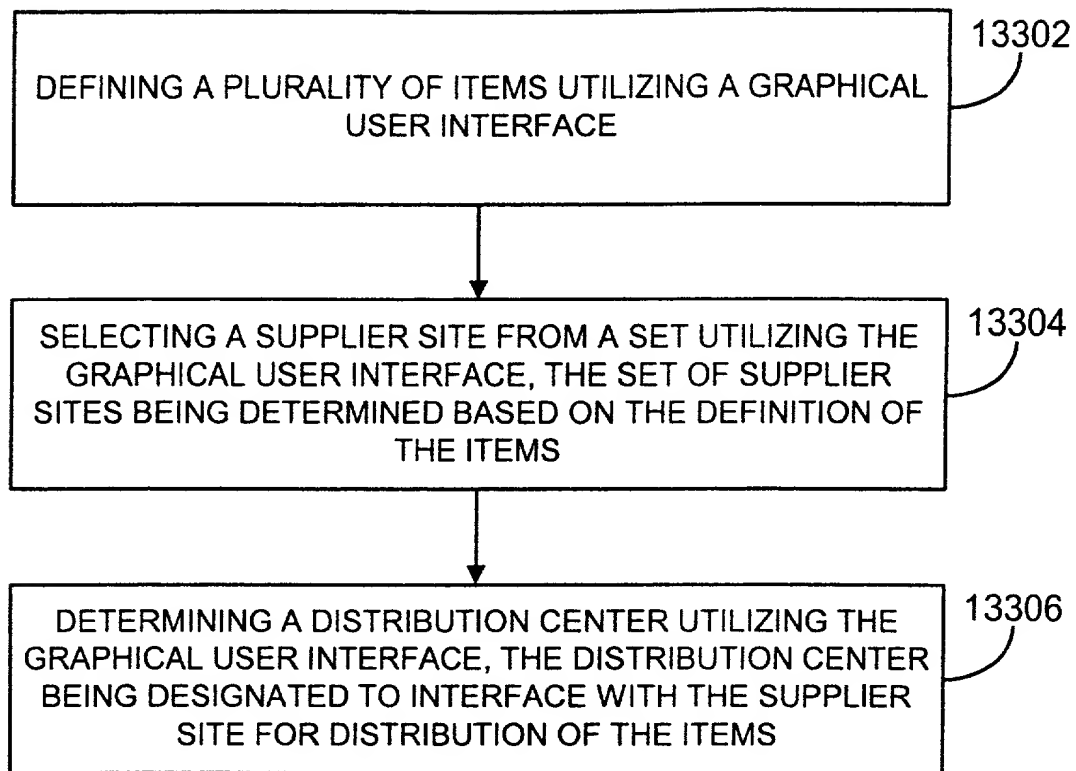 13302
DEFINING A PLURALITY OF ITEMS UTILIZING A GRAPHICAL
USER INTERFACE
13304
SELECTING A SUPPLIER SITE FROM A SET UTILIZING THE
GRAPHICAL USER INTERFACE, THE SET OF SUPPLIER
SITES BEING DETERMINED BASED ON THE DEFINITION OF
THE ITEMS
13306
DETERMINING A DISTRIBUTION CENTER UTILIZING THE
GRAPHICAL USER INTERFACE, THE DISTRIBUTION CENTER
BEING DESIGNATED TO INTERFACE WITH THE SUPPLIER
SITE FOR DISTRIBUTION OF THE ITEMS